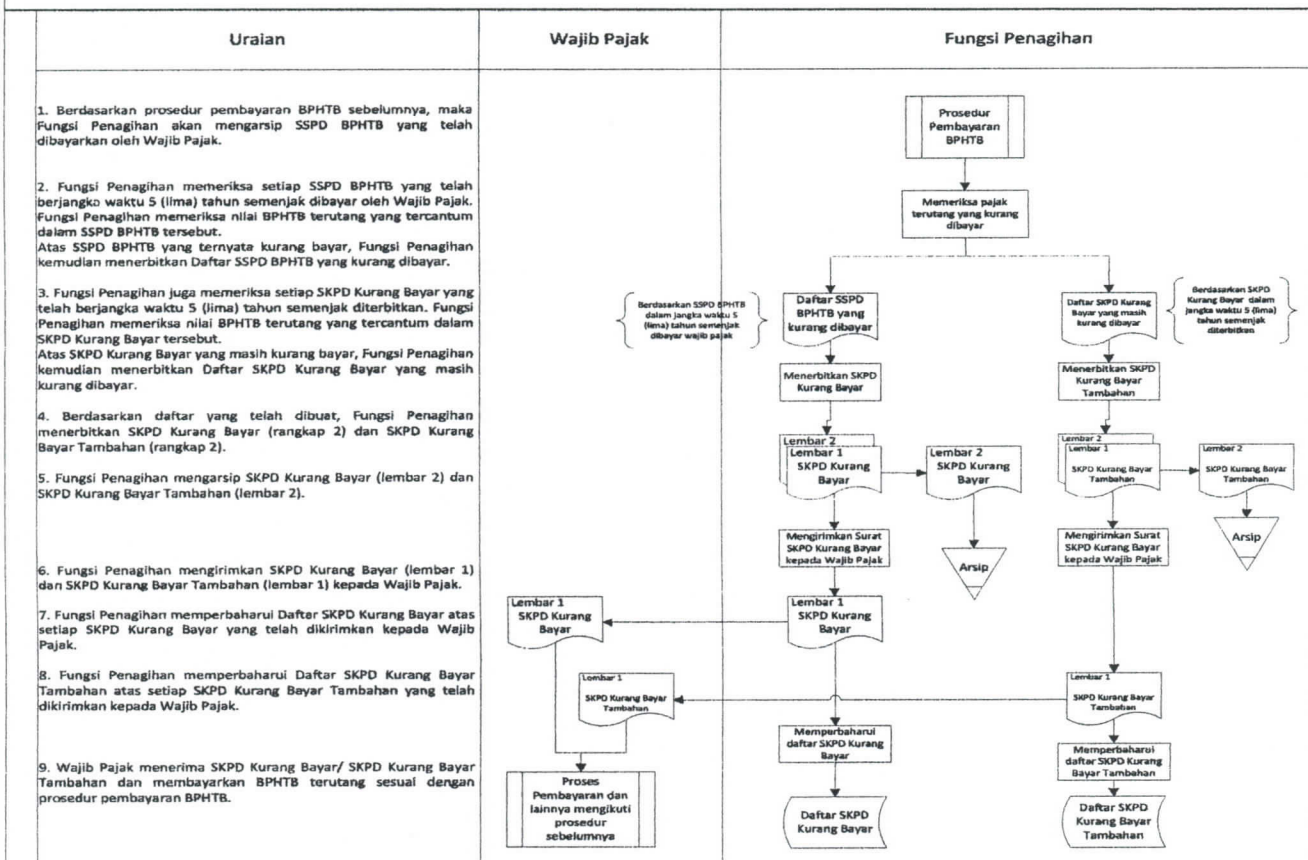 Uraian
Wajib Pajak
Fungsi Penagihan
1. Berdasarkan prosedur pembayaran BPHTB sebelumnya, maka
Fungsi Penagihan akan mengarsip SSPD BPHTB yang telah
dibayarkan oleh Wajib Pajak.
2. Fungsi Penagihan memeriksa setiap SSPD BPHTB yang telah
berjangka waktu 5 (lima) tahun semenjak dibayar oleh Wajib Pajak.
Fungsi Penagihan memeriksa nilai BPHTB terutang yang tercantum
dalam SSPD BPHTB tersebut.
Atas SSPD BPHTB yang ternyata kurang bayar, Fungsi Penagihan
kemudian menerbitkan Daftar SSPD BPHTB yang kurang dibayar.
3. Fungsi Penagihan juga memeriksa setiap SKPD Kurang Bayar yang
telah berjangka waktu 5 (lima) tahun semenjak diterbitkan. Fungsi
Penagihan memeriksa nilai BPHTB terutang yang tercantum dalam
SKPD Kurang Bayar tersebut.
Atas SKPD Kurang Bayar yang masih kurang bayar, Fungsi Penagihan
kemudian menerbitkan Daftar SKPD Kurang Bayar yang masih
kurang dibayar.
4. Berdasarkan daftar yang telah dibuat, Fungsi Penagihan
menerbitkan SKPD Kurang Bayar (rangkap 2) dan SKPD Kurang
Bayar Tambahan (rangkap 2).
5. Fungsi Penagihan mengarsip SKPD Kurang Bayar (lembar 2) dan
SKPD Kurang Bayar Tambahan (lembar 2).
6. Fungsi Penagihan mengirimkan SKPD Kurang Bayar (lembar 1)
dan SKPD Kurang Bayar Tambahan (lembar 1) kepada Wajib Pajak.
7. Fungsi Penagihan memperbaharui Daftar SKPD Kurang Bayar atas
setiap SKPD Kurang Bayar yang telah dikirimkan kepada Wajib
Pajak.
8. Fungsi Penagihan memperbaharui Daftar SKPD Kurang Bayar
Tambahan atas setiap SKPD Kurang Bayar Tambahan yang telah
dikirimkan kepada Wajib Pajak.
9. Wajib Pajak menerima SKPD Kurang Bayar/ SKPD Kurang Bayar
Tambahan dan membayarkan BPHTB terutang sesuai dengan
prosedur pembayaran BPHTB.
Prosedur
Pembayaran
BPHTB
Memeriksa pajak
terutang yang kurang
dibayar
Berdasarkan SSPD BPHTB
dalam jangka waktu 5
(lima) tahun semenjak
dibayar wajib pajak
Daftar SSPD
BPHTB yang
kurang dibayar
Daftar SKPD Kurang
Bayar yang masih
kurang dibayar
Berdasarkan SKPD
Kurang Bayar dalam
jangka waktu 5 (lima)
tahun semenjak
diterbitkan
Menerbitkan SKPD
Kurang Bayar
Menerbitkan SKPD
Kurang Bayar
Tambahan
Lembar 2
Lembar 1
SKPD Kurang
Bayar
Lembar 2
SKPD Kurang
Bayar
Lembar 2
Lembar 1
SKPD Kurang Bayar
Tambahan
Lembar 2
SKPD Kurang Bayar
Tambahan
Mengirimkan Surat
SKPD Kurang Bayar
kepada Wajib Pajak
Arsip
Mengirimkan Surat
SKPD Kurang Bayar
kepada Wajib Pajak
Arsip
Lembar 1
SKPD Kurang
Bayar
Lembar 1
SKPD Kurang
Bayar
Lembar 1
SKPD Kurang Bayar
Tambahan
Lembar 1
SKPD Kurang Bayar
Tambahan
Memperbaharui
daftar SKPD Kurang
Bayar
Memperbaharui
daftar SKPD Kurang
Bayar Tambahan
Proses
Pembayaran dan
lainnya mengikuti
prosedur
sebelumnya
Daftar SKPD
Kurang Bayar
Daftar SKPD
Kurang Bayar
Tambahan